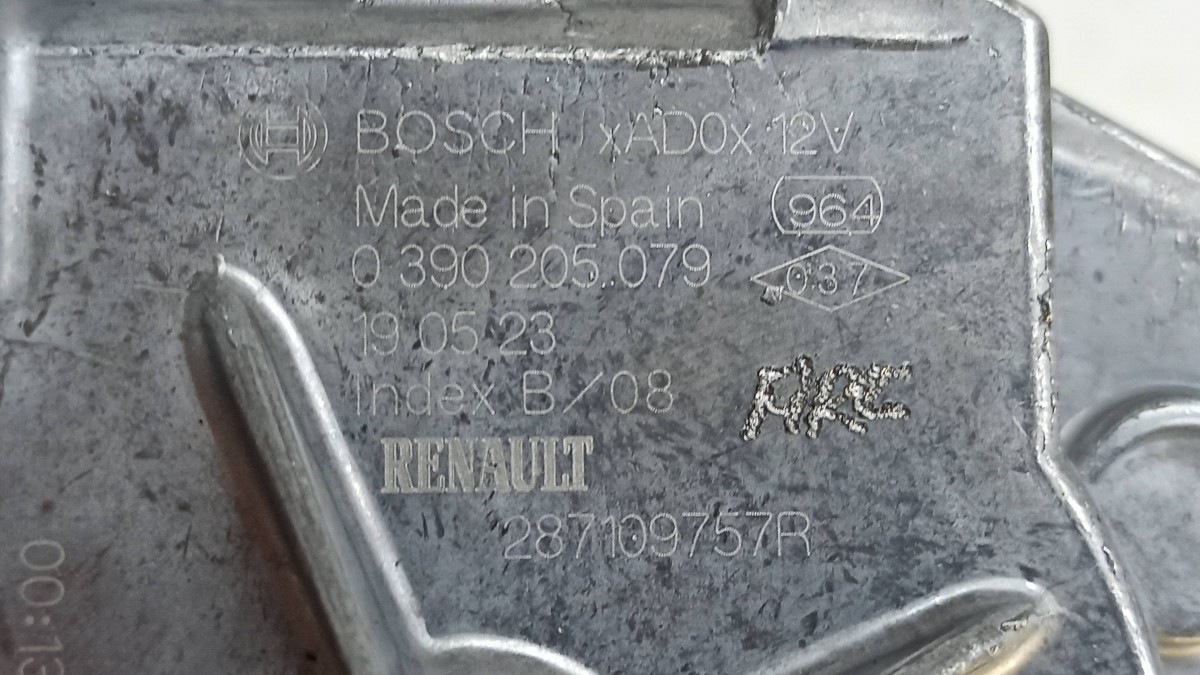 BOSCH xAD0x 12V
Made in Spain 964
0 390 205.079 037
19 05 23
Index B/08
RENAULT
287109757R
00:13